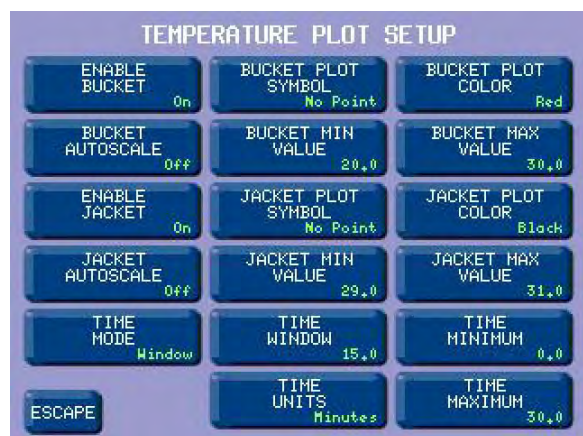 TEMPERATURE PLOT SETUP
ENABLE
BUCKET
On
BUCKET PLOT
SYMBOL
No Point
BUCKET PLOT
COLOR
Red
BUCKET
AUTOSCALE
Off
BUCKET MIN
VALUE
20.0
BUCKET MAX
VALUE
30.0
ENABLE
JACKET
On
JACKET PLOT
SYMBOL
No Point
JACKET PLOT
COLOR
Black
JACKET
AUTOSCALE
Off
JACKET MIN
VALUE
29.0
JACKET MAX
VALUE
31.0
TIME
MODE
Window
TIME
WINDOW
15.0
TIME
MINIMUM
0.0
ESCAPE
TIME
UNITS
Minutes
TIME
MAXIMUM
30.0